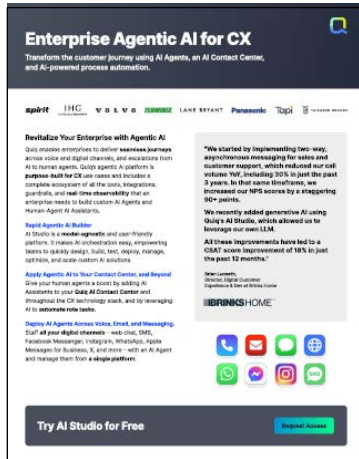 Enterprise Agentic AI for CX
Transform the customer journey using AI Agents, an AI Contact Center,
and AI-powered process automation.
spirit
IHG
HOTELS & RESORTS
VOLVO
TERMINIX
LANE BRYANT
Panasonic
Tapi
Revitalize Your Enterprise with Agentic AI
Quiq enables enterprises to deliver seamless journeys
across voice and digital channels, and escalations from
AI to human agents. Quiq's agentic AI platform is
purpose-built for CX use cases and includes a
complete ecosystem of all the tools, integrations,
guardrails, and real-time observability that an
enterprise needs to build custom AI Agents and
Human-Agent AI Assistants.
Rapid Agentic AI Builder
AI Studio is a model-agnostic and user-friendly
platform. It makes AI orchestration easy, empowering
teams to quickly design, build, test, deploy, manage,
optimize, and scale custom AI solutions.
Apply Agentic AI to Your Contact Center, and Beyond
Give your human agents a boost by adding AI
Assistants to your Quiq AI Contact Center and
throughout the CX technology stack, and by leveraging
AI to automate rote tasks.
Deploy AI Agents Across Voice, Email, and Messaging.
Staff all your digital channels - web chat, SMS,
Facebook Messenger, Instagram, WhatsApp, Apple
Messages for Business, X, and more - with an AI Agent
and manage them from a single platform.
"We started by implementing two-way,
asynchronous messaging for sales and
customer support, which reduced our call
volume YoY, including 30% in just the past
3 years. In that same timeframe, we
increased our NPS scores by a staggering
90+ points.
We recently added generative AI using
Quiq's AI Studio, which allowed us to
leverage our own LLM.
All these improvements have led to a
CSAT score improvement of 18% in just
the past 12 months."
Director, Digital Customer
Experience & Dev at Brinks Home
BRINKS HOME
SMS
Try AI Studio for Free
Request Access